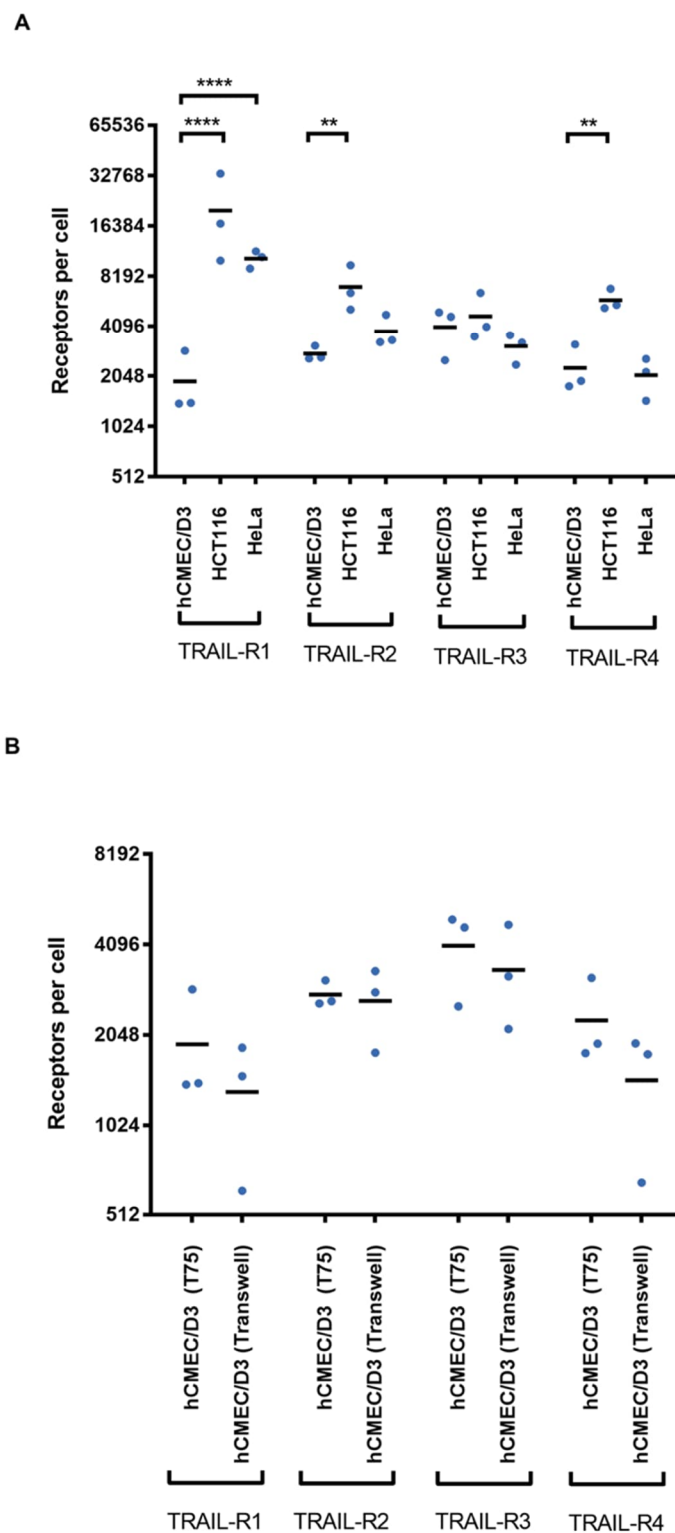 A
****
****
**
**
65536
32768
16384
8192
4096
2048
1024
512
Receptors per cell
hCMEC/D3
HCT116
HeLa
hCMEC/D3
HCT116
HeLa
hCMEC/D3
HCT116
HeLa
hCMEC/D3
HCT116
HeLa
TRAIL-R1
TRAIL-R2
TRAIL-R3
TRAIL-R4
B
8192
4096
2048
1024
512
Receptors per cell
hCMEC/D3 (T75)
hCMEC/D3 (Transwell)
hCMEC/D3 (T75)
hCMEC/D3 (Transwell)
hCMEC/D3 (T75)
hCMEC/D3 (Transwell)
hCMEC/D3 (T75)
hCMEC/D3 (Transwell)
TRAIL-R1
TRAIL-R2
TRAIL-R3
TRAIL-R4